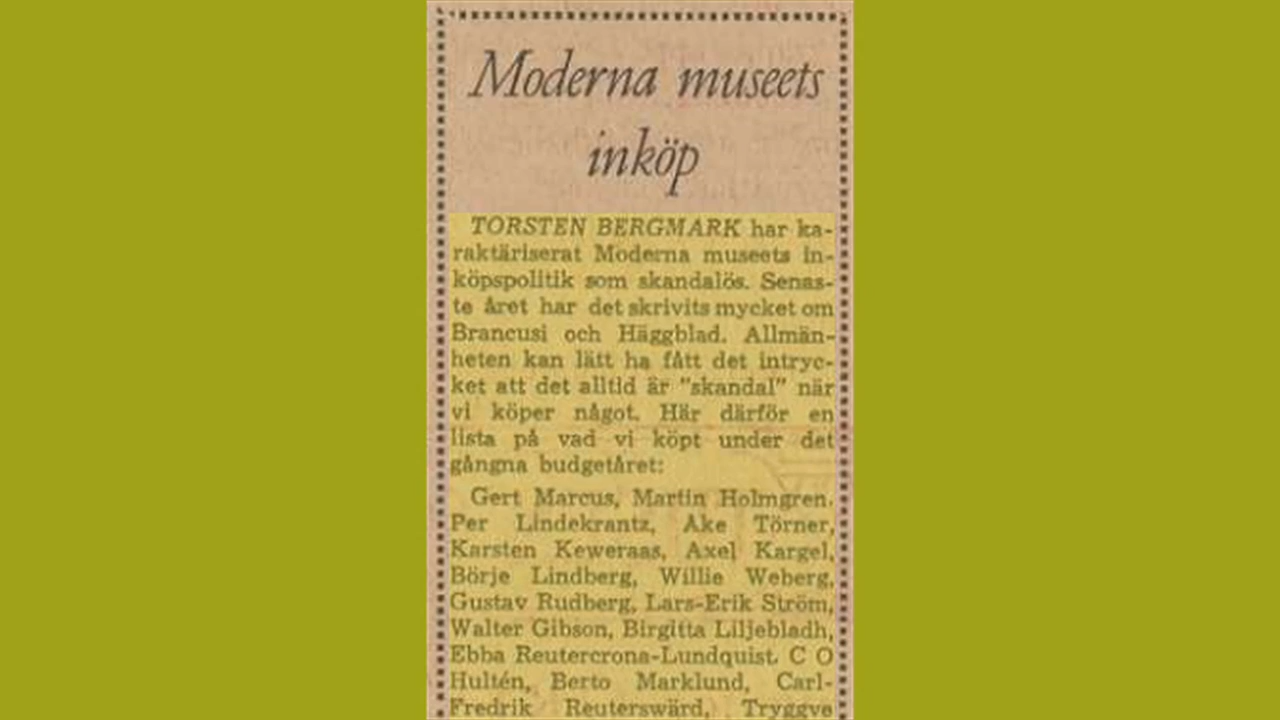 Moderna museets
inköp
TORSTEN BERGMARK har ka-
raktäriserat Moderna museets in-
köpspolitik som skandalös. Senas-
te året har det skrivits mycket om
Brancusi och Häggblad. Allmän-
heten kan lätt ha fått det intryc-
ket att det alltid är "skandal" när
vi köper något. Här därför en
lista på vad vi köpt under det
gångna budgetåret:
Gert Marcus, Martin Holmgren.
Per Lindekrantz, Ake Törner,
Karsten Keweraas, Axel Kargel,
Börje Lindberg, Willie Weberg,
Gustav Rudberg, Lars-Erik Ström,
Walter Gibson, Birgitta Liljebladh,
Ebba Reutercrona-Lundquist. C O
Hultén, Berto Marklund, Carl-
Fredrik Reuterswärd, Tryggve